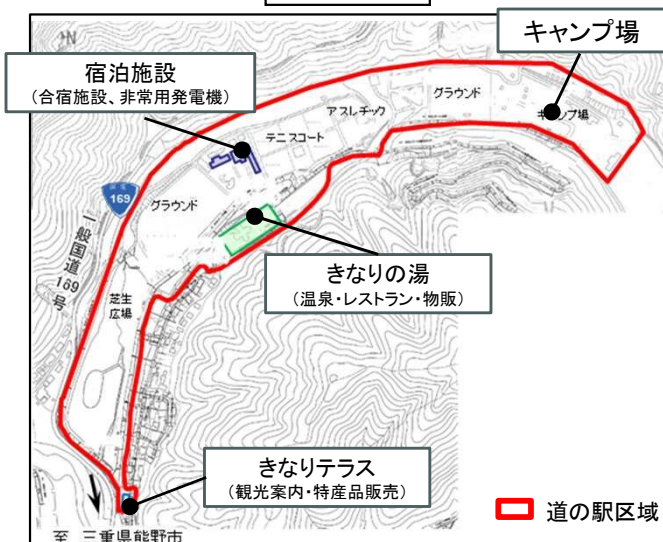 N
キャンプ場
宿泊施設
(合宿施設、非常用発電機)
グラウンド
アスレチック
キャンプ場
テニスコート
国道
169
グラウンド
一般国道169号
きなりの湯
(温泉・レストラン・物販)
芝生
広場
きなりテラス
(観光案内・特産品販売)
道の駅区域
至 三重県熊野市